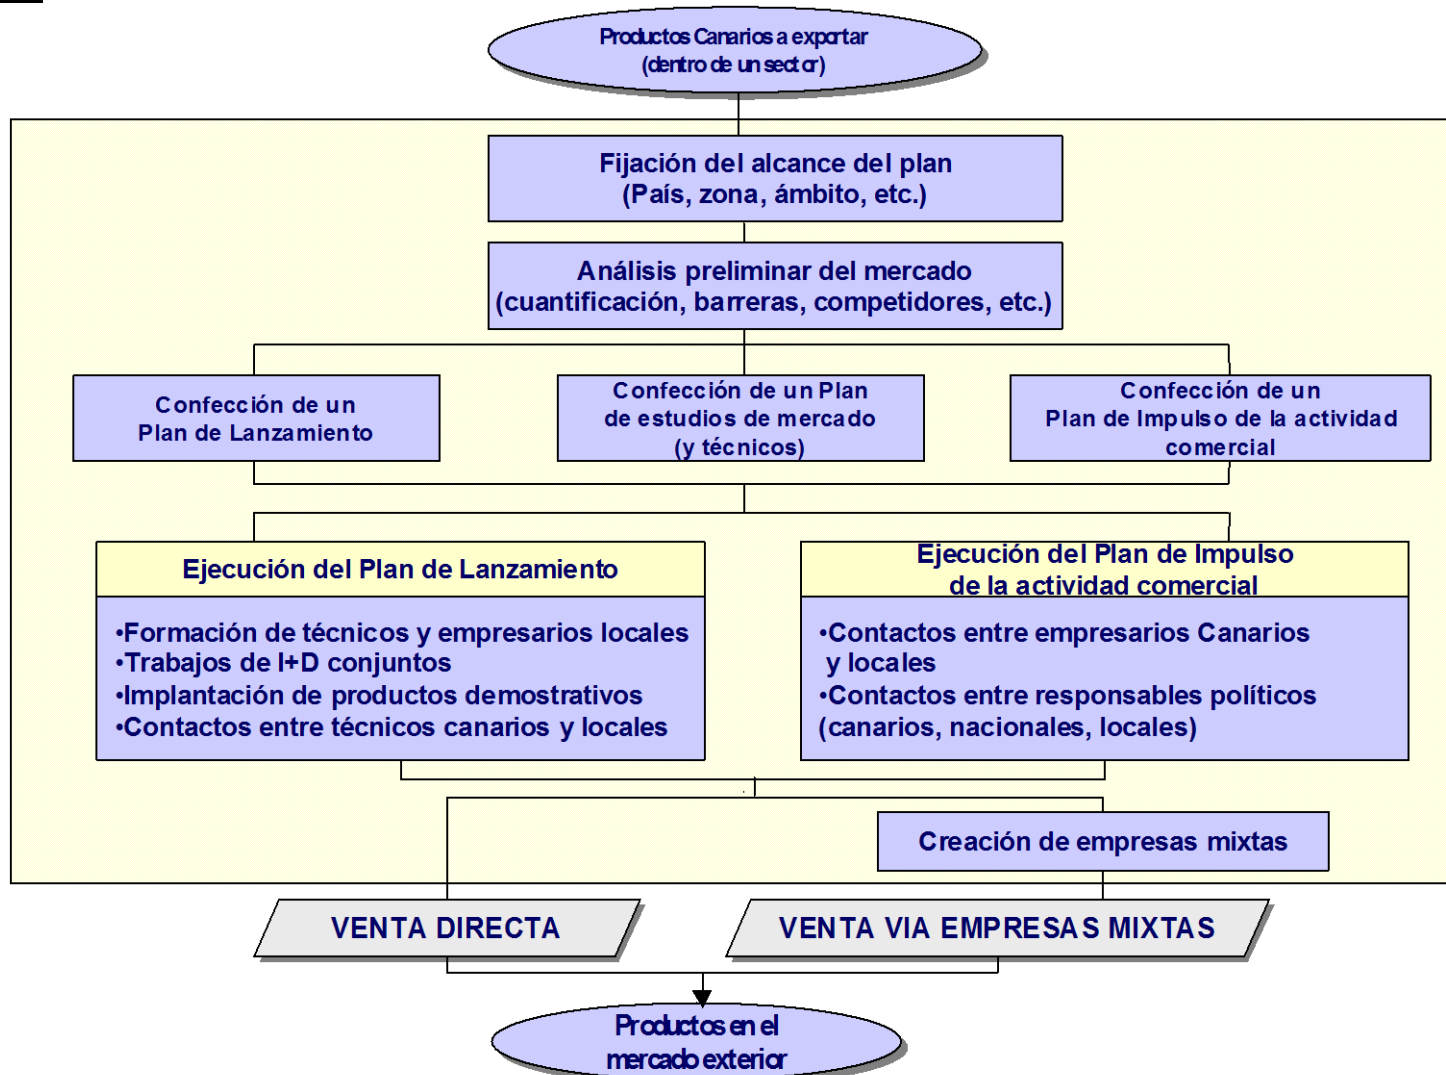 Productos Canarios a exportar
(dentro de un sector)
Fijación del alcance del plan
(País, zona, ámbito, etc.)
Análisis preliminar del mercado
(cuantificación, barreras, competidores, etc.)
Confección de un
Plan de Lanzamiento
Confección de un Plan
de estudios de mercado
(y técnicos)
Confección de un
Plan de Impulso de la actividad
comercial
Ejecución del Plan de Lanzamiento
•Formación de técnicos y empresarios locales
•Trabajos de I+D conjuntos
•Implantación de productos demostrativos
•Contactos entre técnicos canarios y locales
Ejecución del Plan de Impulso
de la actividad comercial
•Contactos entre empresarios Canarios
y locales
•Contactos entre responsables políticos
(canarios, nacionales, locales)
Creación de empresas mixtas
VENTA DIRECTA
VENTA VIA EMPRESAS MIXTAS
Productos en el
mercado exterior